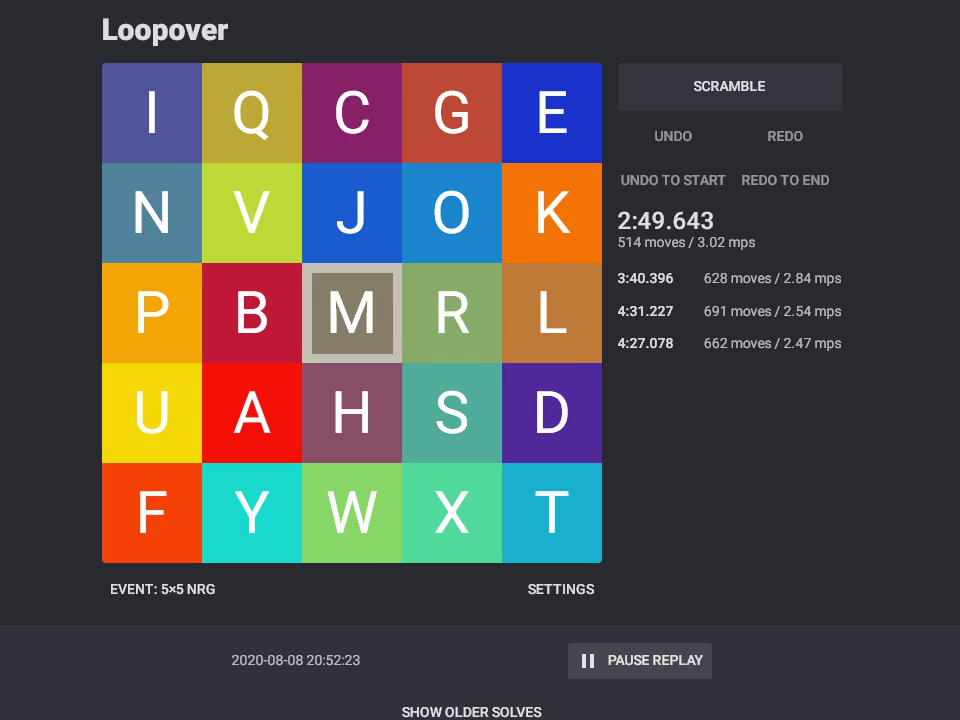 Loopover
I Q C G E
N V J O K
P B M R L
U A H S D
F Y W X T
SCRAMBLE
UNDO REDO
UNDO TO START REDO TO END
2:49.643
514 moves / 3.02 mps
3:40.396 628 moves / 2.84 mps
4:31.227 691 moves / 2.54 mps
4:27.078 662 moves / 2.47 mps
EVENT: 5×5 NRG SETTINGS
2020-08-08 20:52:23 PAUSE REPLAY
SHOW OLDER SOLVES